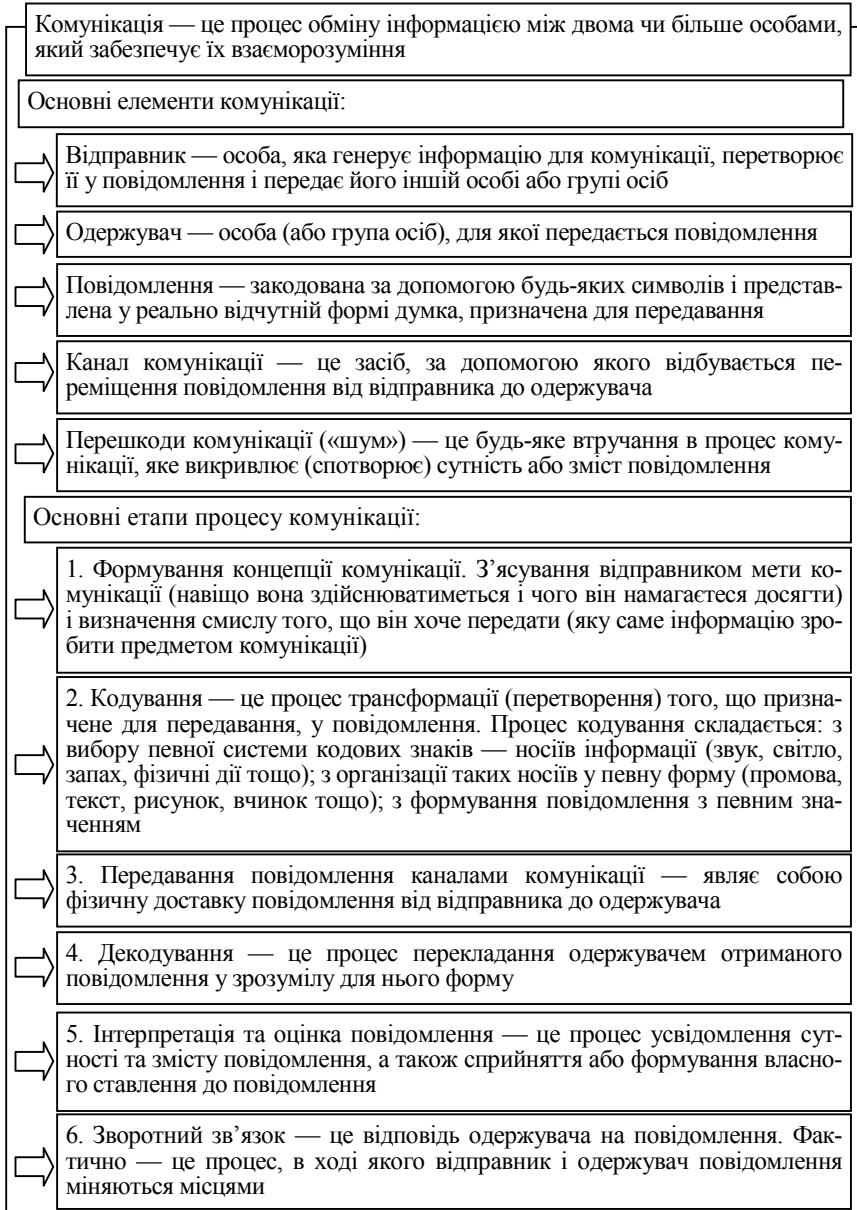 Комунікація — це процес обміну інформацією між двома чи більше особами,
який забезпечує їх взаєморозуміння
Основні елементи комунікації:
Відправник — особа, яка генерує інформацію для комунікації, перетворює
її у повідомлення і передає його іншій особі або групі осіб
Одержувач — особа (або група осіб), для якої передається повідомлення
Повідомлення — закодована за допомогою будь-яких символів і представ-
лена у реально відчутній формі думка, призначена для передавання
Канал комунікації — це засіб, за допомогою якого відбувається пе-
реміщення повідомлення від відправника до одержувача
Перешкоди комунікації («шум») — це будь-яке втручання в процес кому-
нікації, яке викривлює (спотворює) сутність або зміст повідомлення
Основні етапи процесу комунікації:
1. Формування концепції комунікації. З’ясування відправником мети ко-
мунікації (навіщо вона здійснюватиметься і чого він намагаєтеся досягти)
і визначення смислу того, що він хоче передати (яку саме інформацію зро-
бити предметом комунікації)
2. Кодування — це процес трансформації (перетворення) того, що призна-
чене для передавання, у повідомлення. Процес кодування складається: з
вибору певної системи кодових знаків — носіїв інформації (звук, світло,
запах, фізичні дії тощо); з організації таких носіїв у певну форму (промова,
текст, рисунок, вчинок тощо); з формування повідомлення з певним зна-
ченням
3. Передавання повідомлення каналами комунікації — являє собою
фізичну доставку повідомлення від відправника до одержувача
4. Декодування — це процес перекладання одержувачем отриманого
повідомлення у зрозумілу для нього форму
5. Інтерпретація та оцінка повідомлення — це процес усвідомлення сут-
ності та змісту повідомлення, а також сприйняття або формування власно-
го ставлення до повідомлення
6. Зворотний зв’язок — це відповідь одержувача на повідомлення. Фак-
тично — це процес, в ході якого відправник і одержувач повідомлення
міняються місцями